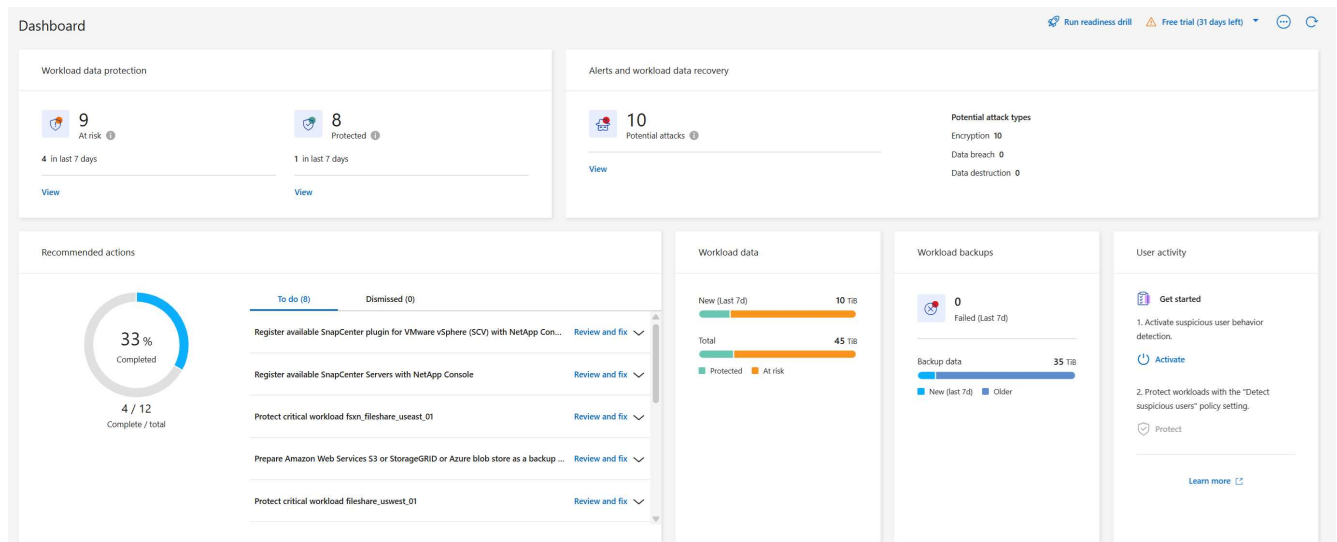 Dashboard
Run readiness drill
Free trial (31 days left)
Workload data protection
9
At risk
4 in last 7 days
View
8
Protected
1 in last 7 days
View
Alerts and workload data recovery
10
Potential attacks
View
Potential attack types
Encryption 10
Data breach 0
Data destruction 0
Recommended actions
33 %
Completed
4 / 12
Complete / total
To do (8)
Dismissed (0)
Register available SnapCenter plugin for VMware vSphere (SCV) with NetApp Con... Review and fix
Register available SnapCenter Servers with NetApp Console Review and fix
Protect critical workload fsxn_fileshare_useast_01 Review and fix
Prepare Amazon Web Services S3 or StorageGRID or Azure blob store as a backup ... Review and fix
Protect critical workload fileshare_uswest_01 Review and fix
Workload data
New (Last 7d) 10 TiB
Total 45 TiB
Protected At risk
Workload backups
0
Failed (Last 7d)
Backup data 35 TiB
New (last 7d) Older
User activity
Get started
1. Activate suspicious user behavior
detection.
Activate
2. Protect workloads with the "Detect
suspicious users" policy setting.
Protect
Learn more